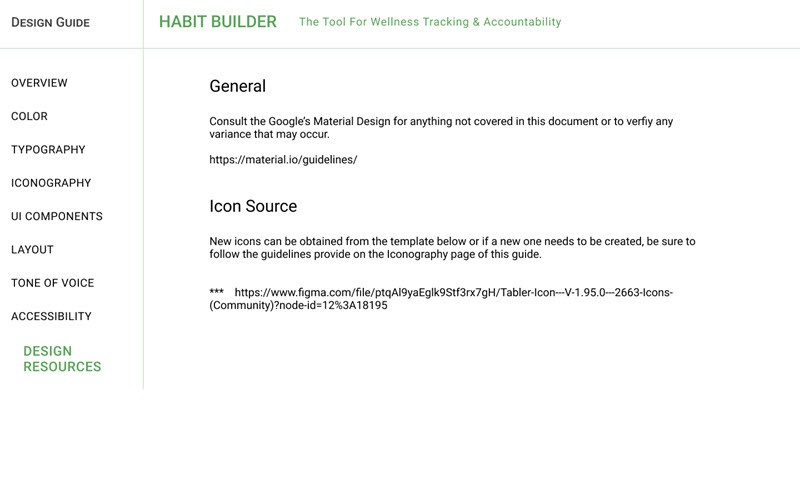 DESIGN GUIDE
HABIT BUILDER
The Tool For Wellness Tracking & Accountability
OVERVIEW
COLOR
TYPOGRAPHY
ICONOGRAPHY
UI COMPONENTS
LAYOUT
TONE OF VOICE
ACCESSIBILITY
DESIGN
RESOURCES
General
Consult the Google's Material Design for anything not covered in this document or to verfiy any
variance that may occur.
https://material.io/guidelines/
Icon Source
New icons can be obtained from the template below or if a new one needs to be created, be sure to
follow the guidelines provide on the Iconography page of this guide.
*** https://www.figma.com/file/ptqAl9yaEglk9Stf3rx7gH/Tabler-Icon---V-1.95.0---2663-Icons-
(Community)?node-id=12%3A18195